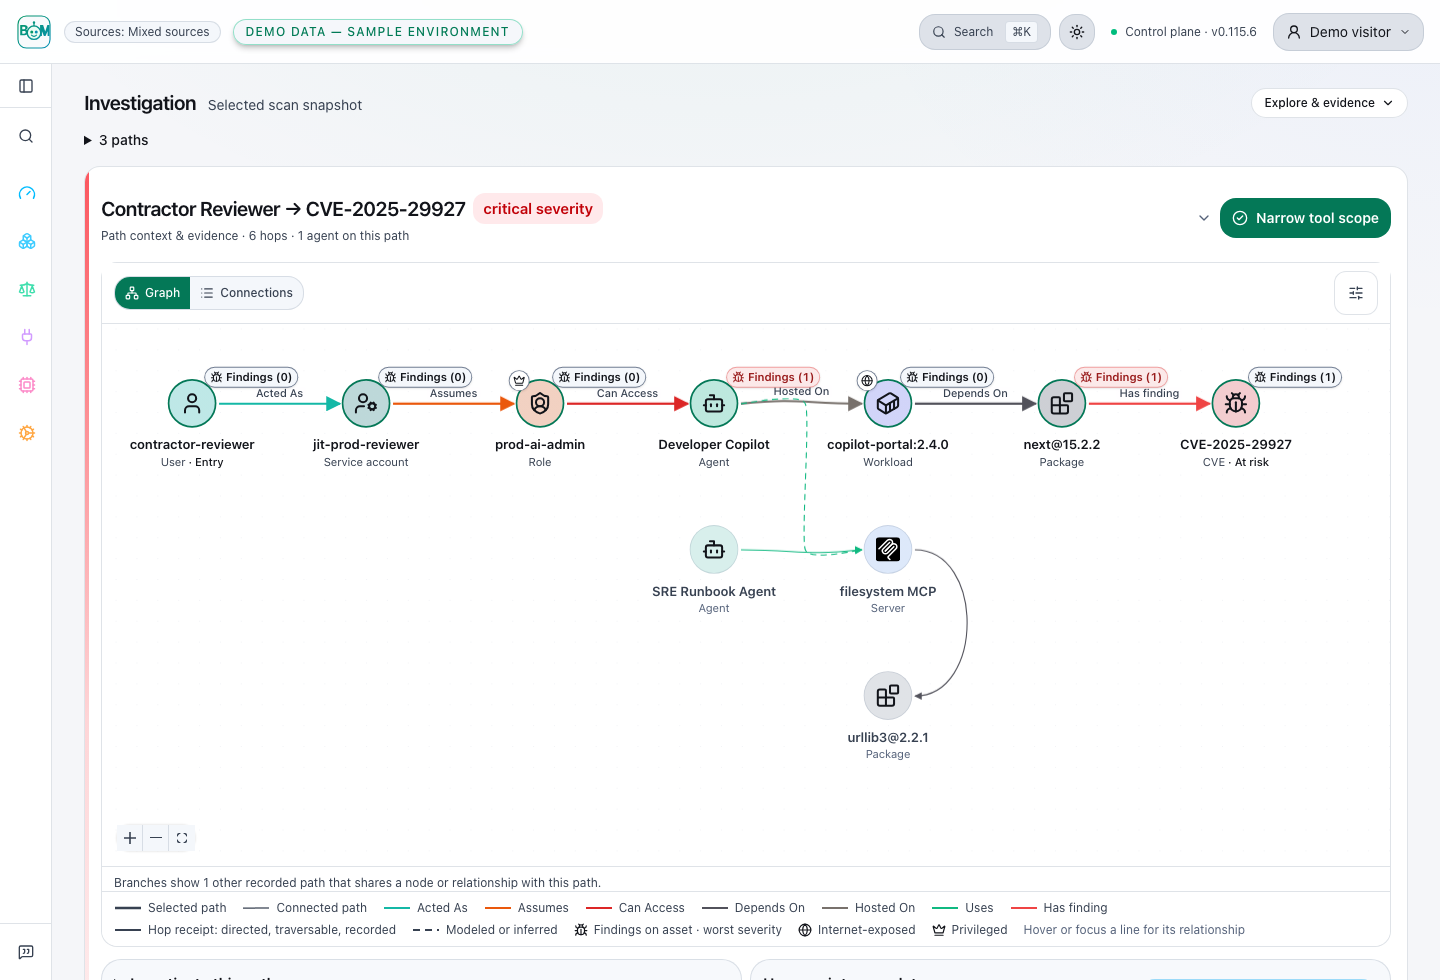 BOM
Sources: Mixed sources
DEMO DATA — SAMPLE ENVIRONMENT
Search ⌘K
Control plane · v0.115.6
Demo visitor
Investigation
Selected scan snapshot
Explore & evidence
3 paths
Contractor Reviewer → CVE-2025-29927
critical severity
Path context & evidence · 6 hops · 1 agent on this path
Narrow tool scope
Graph
Connections
Findings (0)
Findings (0)
Findings (0)
Findings (1)
Findings (0)
Findings (1)
Findings (1)
Acted As
Assumes
Can Access
Hosted On
Depends On
Has finding
contractor-reviewer
User · Entry
jit-prod-reviewer
Service account
prod-ai-admin
Role
Developer Copilot
Agent
copilot-portal:2.4.0
Workload
next@15.2.2
Package
CVE-2025-29927
CVE · At risk
SRE Runbook Agent
Agent
filesystem MCP
Server
urllib3@2.2.1
Package
Branches show 1 other recorded path that shares a node or relationship with this path.
Selected path
Connected path
Acted As
Assumes
Can Access
Depends On
Hosted On
Uses
Has finding
Hop receipt: directed, traversable, recorded
Modeled or inferred
Findings on asset · worst severity
Internet-exposed
Privileged
Hover or focus a line for its relationship